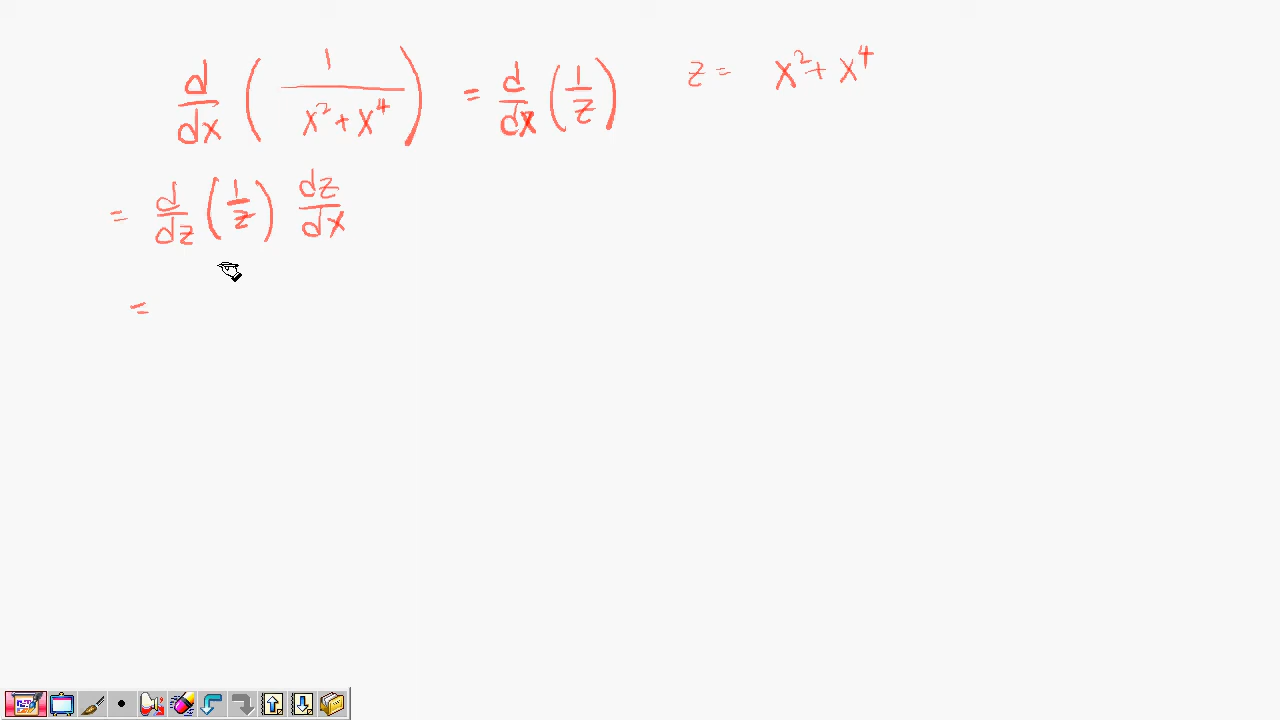 d/dx ( 1 / x² + x⁴ ) = d/dx ( 1/z ) z = x² + x⁴
= d/dz ( 1/z ) dz/dx
=